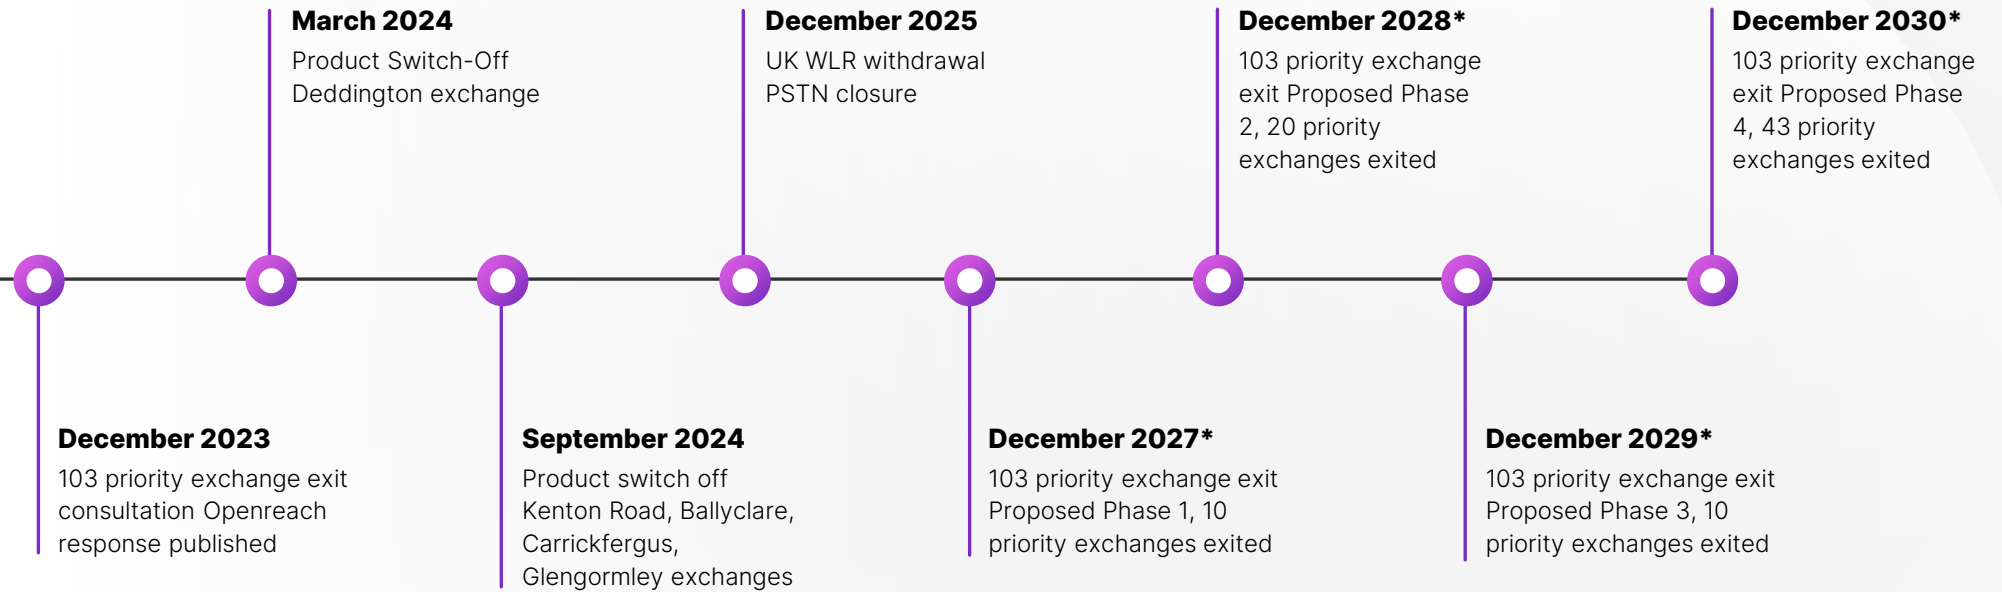 March 2024
Product Switch-Off
Deddington exchange
December 2025
UK WLR withdrawal
PSTN closure
December 2028*
103 priority exchange
exit Proposed Phase
2, 20 priority
exchanges exited
December 2030*
103 priority exchange
exit Proposed Phase
4, 43 priority
exchanges exited
December 2023
103 priority exchange exit
consultation Openreach
response published
September 2024
Product switch off
Kenton Road, Ballyclare,
Carrickfergus,
Glengormley exchanges
December 2027*
103 priority exchange exit
Proposed Phase 1, 10
priority exchanges exited
December 2029*
103 priority exchange exit
Proposed Phase 3, 10
priority exchanges exited